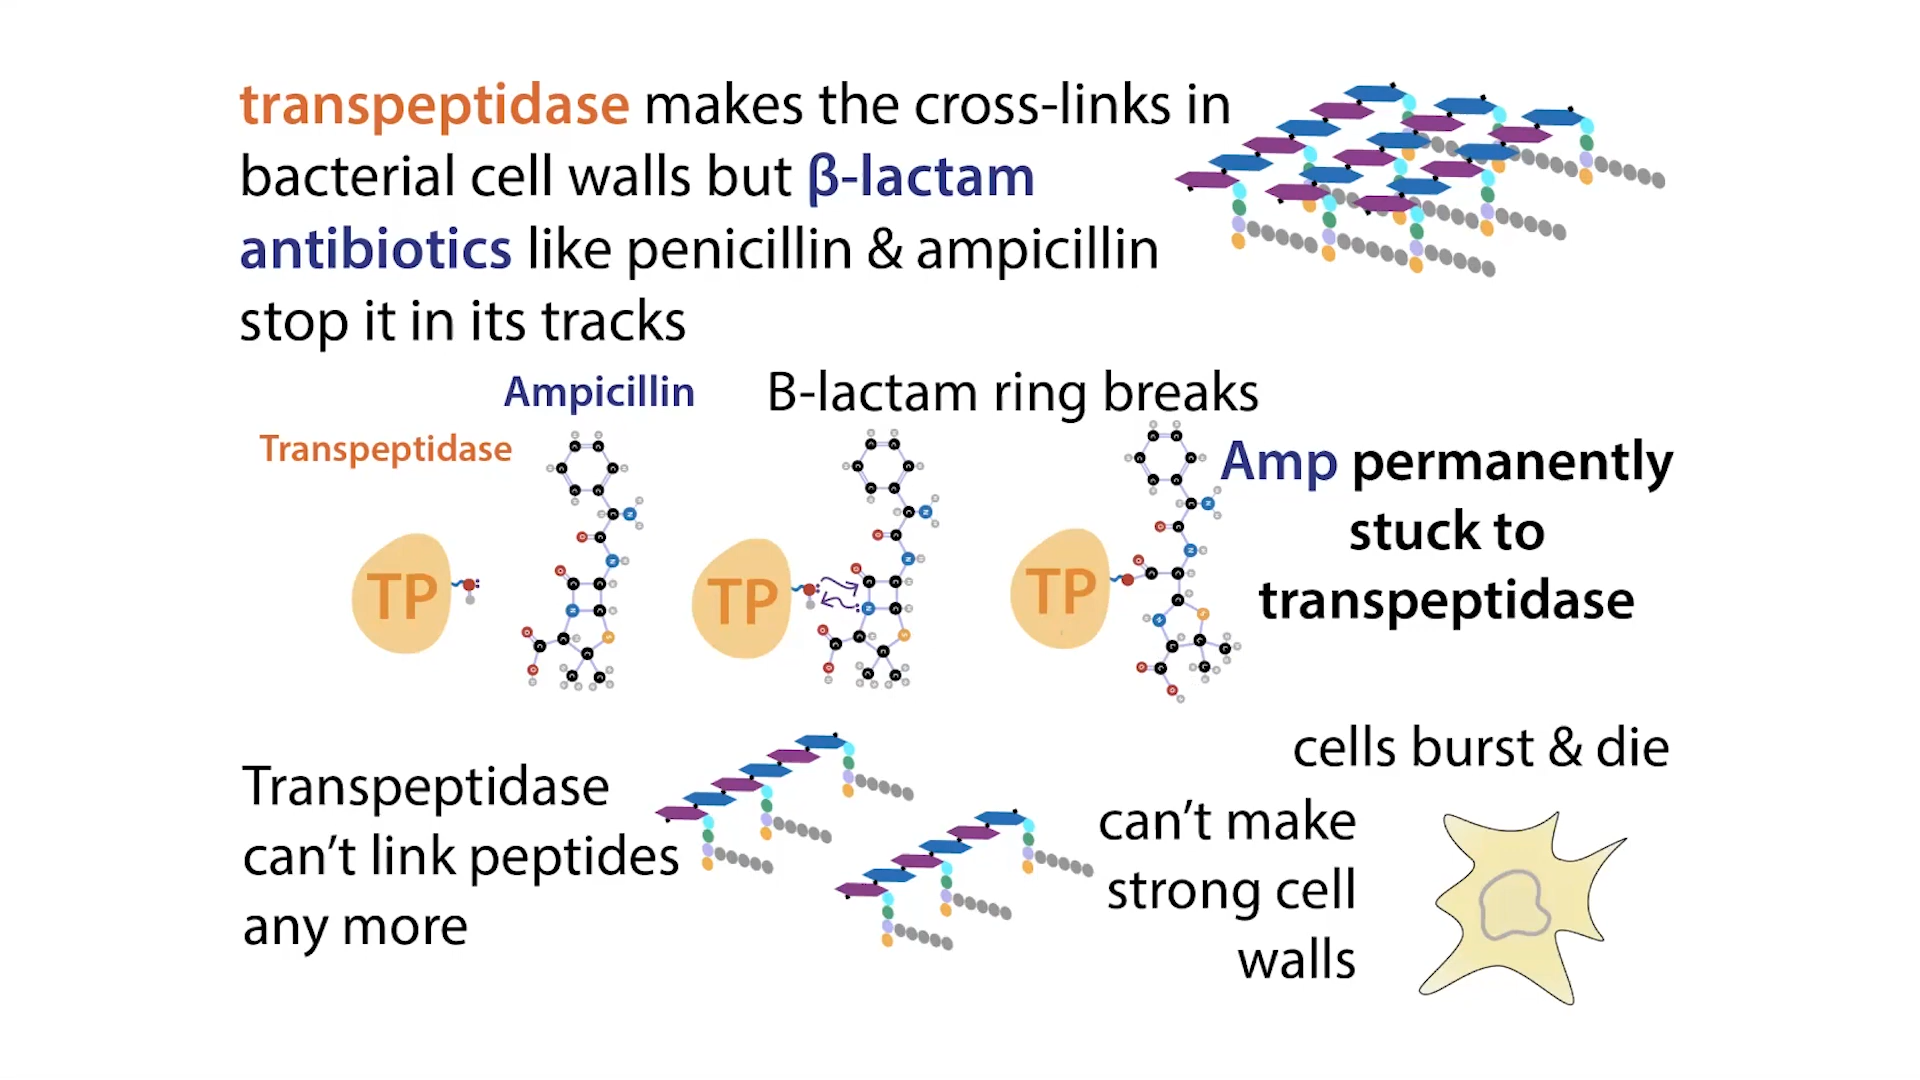 transpeptidase makes the cross-links in
bacterial cell walls but β-lactam
antibiotics like penicillin & ampicillin
stop it in its tracks
Ampicillin
B-lactam ring breaks
Transpeptidase
Amp permanently
stuck to
transpeptidase
TP
TP
TP
Transpeptidase
can't link peptides
any more
cells burst & die
can't make
strong cell
walls